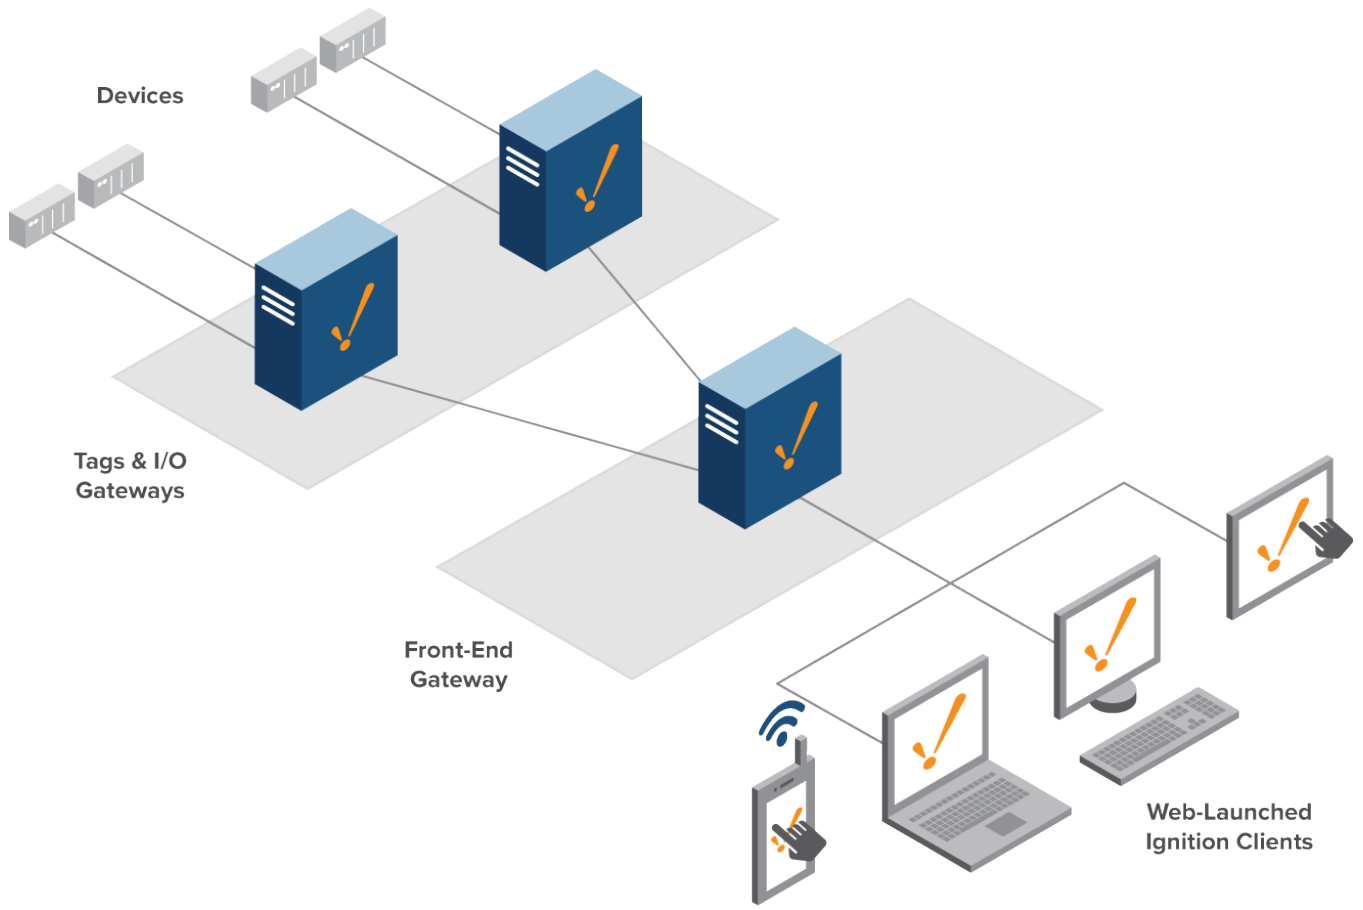 Devices
Tags & I/O
Gateways
Front-End
Gateway
Web-Launched
Ignition Clients